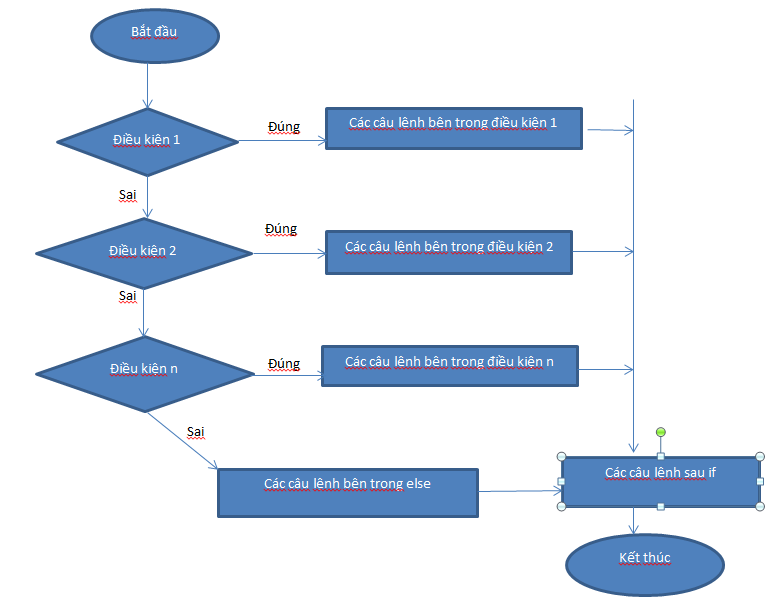 Bắt đầu
Điều kiện 1
Đúng
Các câu lệnh bên trong điều kiện 1
Sai
Điều kiện 2
Đúng
Các câu lệnh bên trong điều kiện 2
Sai
Điều kiện n
Đúng
Các câu lệnh bên trong điều kiện n
Sai
Các câu lệnh bên trong else
Các câu lệnh sau if
Kết thúc